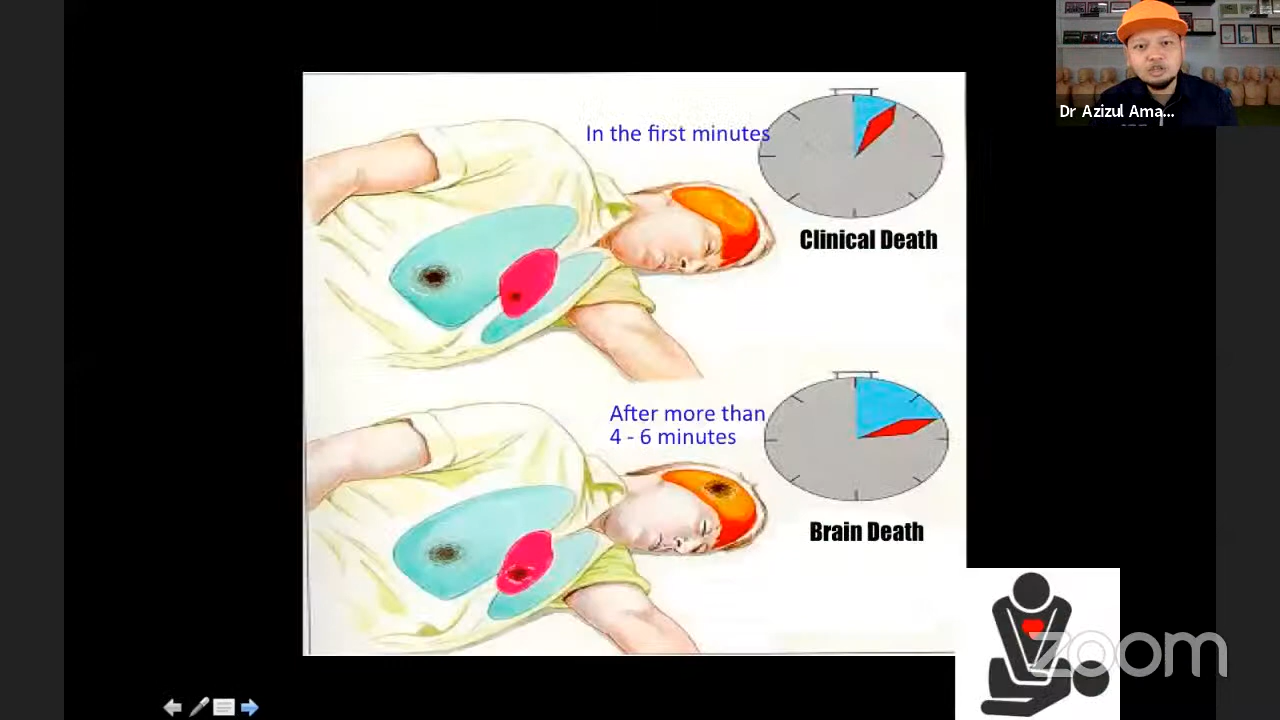 Dr Azizul Ama...
In the first minutes
Clinical Death
After more than
4 - 6 minutes
Brain Death
zoom